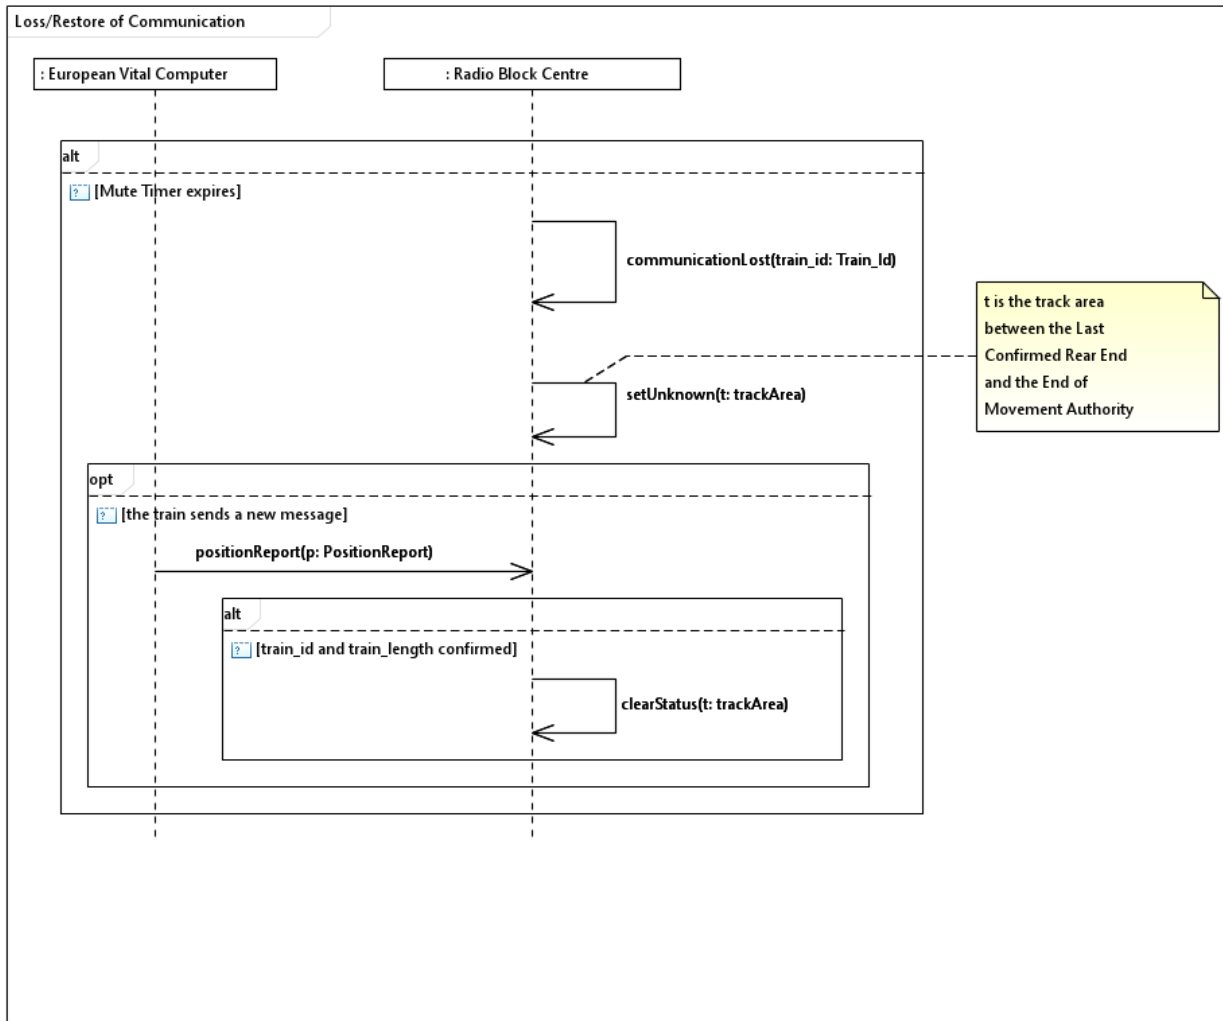 Loss/Restore of Communication
: European Vital Computer
: Radio Block Centre
alt
[Mute Timer expires]
communicationLost(train_id: Train_Id)
t is the track area
between the Last
Confirmed Rear End
and the End of
Movement Authority
setUnknown(t: trackArea)
opt
[the train sends a new message]
positionReport(p: PositionReport)
alt
[train_id and train_length confirmed]
clearStatus(t: trackArea)